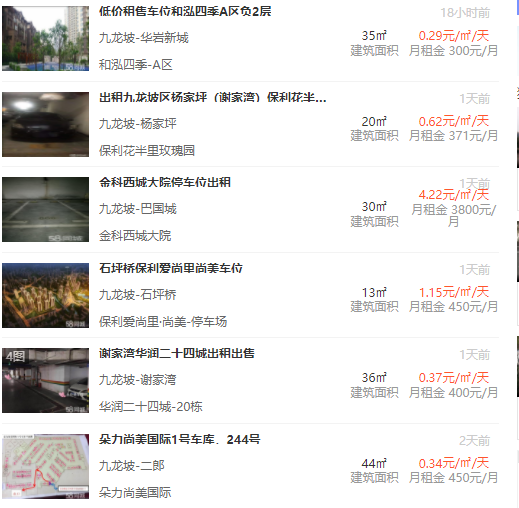 低价租售车位和泓四季A区负2层
18小时前
九龙坡-华岩新城
35㎡
0.29元/㎡/天
建筑面积
月租金 300元/月
和泓四季-A区
出租九龙坡区杨家坪（谢家湾）保利花半...
1天前
九龙坡-杨家坪
20㎡
0.62元/㎡/天
建筑面积
月租金 371元/月
保利花半里玫瑰园
金科西城大院停车位出租
1天前
4.22元/㎡/天
九龙坡-巴国城
30㎡
月租金 3800元/
建筑面积
月
金科西城大院
石坪桥保利爱尚里尚美车位
1天前
九龙坡-石坪桥
13㎡
1.15元/㎡/天
建筑面积
月租金 450元/月
保利爱尚里·尚美-停车场
4图
谢家湾华润二十四城出租出售
1天前
九龙坡-谢家湾
36㎡
0.37元/㎡/天
建筑面积
月租金 400元/月
华润二十四城-20栋
朵力尚美国际1号车库，244号
2天前
九龙坡-二郎
44㎡
0.34元/㎡/天
建筑面积
月租金 450元/月
朵力尚美国际